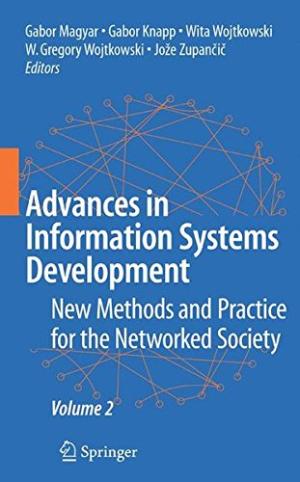 Gabor Magyar • Gabor Knapp • Wita Wojtkowski
W. Gregory Wojtkowski • Jože Zupančič
Editors
Advances in
Information Systems
Development
New Methods and Practice
for the Networked Society
Volume 2
Springer